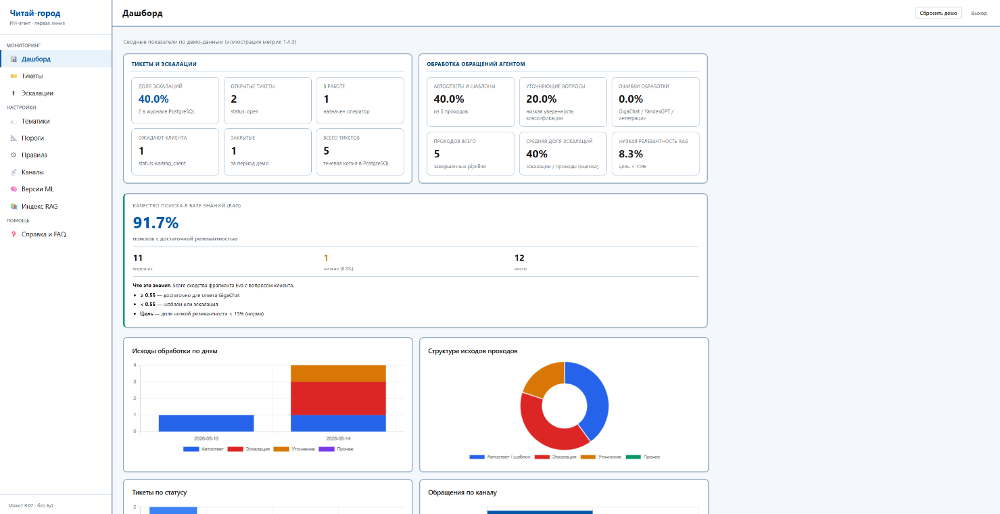 Читай-город
ИИ-агент · первая линия
МОНИТОРИНГ
Дашборд
Тикеты
Эскалации
НАСТРОЙКИ
Тематики
Пороги
Правила
Каналы
Версии ML
Индекс RAG
ПОМОЩЬ
Справка и FAQ
Макет ВКР · без БД
Дашборд
Сбросить демо
Выход
Сводные показатели по демо-данным (иллюстрация метрик 1.4.3)
ТИКЕТЫ И ЭСКАЛАЦИИ
ДОЛЯ ЭСКАЛАЦИЙ
40.0%
2 в журнале PostgreSQL
ОТКРЫТЫЕ ТИКЕТЫ
2
status: open
В РАБОТЕ
1
назначен оператор
ОЖИДАЮТ КЛИЕНТА
1
status: waiting_client
ЗАКРЫТЫЕ
1
за период демо
ВСЕГО ТИКЕТОВ
5
теневая копия в PostgreSQL
ОБРАБОТКА ОБРАЩЕНИЙ АГЕНТОМ
АВТООТВЕТЫ И ШАБЛОНЫ
40.0%
из 5 проходов
УТОЧНЯЮЩИЕ ВОПРОСЫ
20.0%
низкая уверенность
классификации
ОШИБКИ ОБРАБОТКИ
0.0%
GigaChat / YandexGPT /
интеграции
ПРОХОДОВ ВСЕГО
5
завершённых pipeline
СРЕДНЯЯ ДОЛЯ ЭСКАЛАЦИЙ
40%
эскалации / проходы (оценка)
НИЗКАЯ РЕЛЕВАНТНОСТЬ RAG
8.3%
цель < 15%
КАЧЕСТВО ПОИСКА В БАЗЕ ЗНАНИЙ (RAG)
91.7%
поисков с достаточной релевантностью
11
хороших
1
низкая (8.3%)
12
всего
Что это значит. Score сходства фрагмента Eva с вопросом клиента.
• ≥ 0.55 — достаточно для ответа GigaChat
• < 0.55 — шаблон или эскалация
• Цель — доля низкой релевантности < 15% (норма)
Исходы обработки по дням
4
3
2
1
0
2026-05-13 2026-05-14
Автоответ Эскалация Уточнение Прочее
Структура исходов проходов
Автоответ / шаблон Эскалация Уточнение Прочее
Тикеты по статусу
2
Обращения по каналу